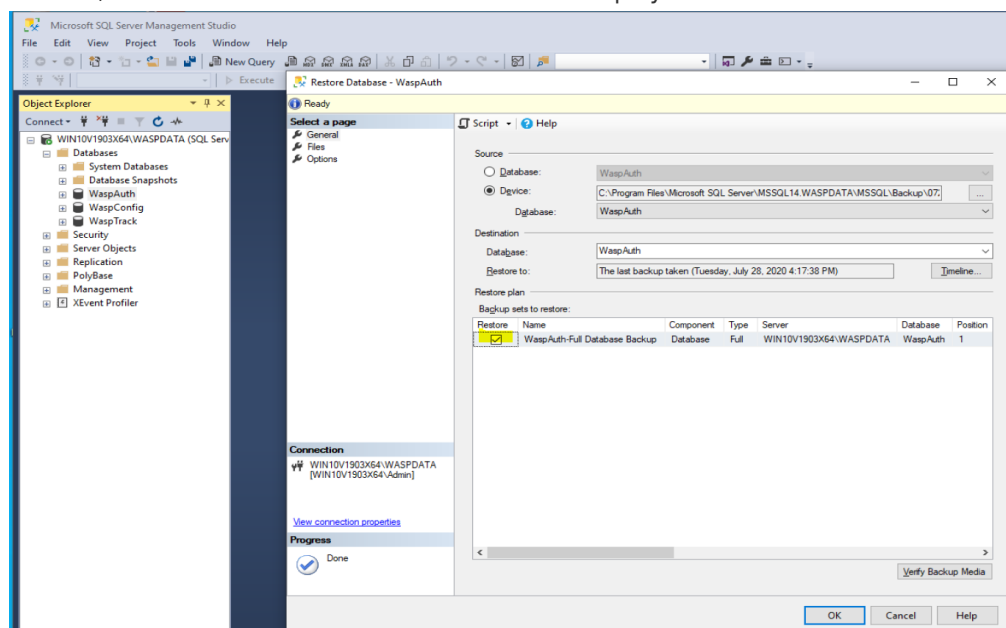 Microsoft SQL Server Management Studio
File Edit View Project Tools Window Help
New Query
Execute
Restore Database - WaspAuth
Object Explorer
Ready
Connect
Select a page
Script Help
WIN10V1903X64\WASPDATA (SQL Serv
General
Databases
Files
Source
System Databases
Options
Database Snapshots
Database: WaspAuth
WaspAuth
Device: C:\Program Files\Microsoft SQL Server\MSSQL14.WASPDATA\MSSQL\Backup\07; ...
WaspConfig
Database: WaspAuth
WaspTrack
Security
Destination
Server Objects
Database: WaspAuth
Replication
Restore to: The last backup taken (Tuesday, July 28, 2020 4:17:38 PM) Timeline...
PolyBase
Management
Restore plan
XEvent Profiler
Backup sets to restore:
Restore Name Component Type Server Database Position
WaspAuth-Full Database Backup Database Full WIN10V1903X64\WASPDATA WaspAuth 1
Connection
WIN10V1903X64\WASPDATA
[WIN10V1903X64\Admin]
View connection properties
Progress
Done
Verify Backup Media
OK Cancel Help